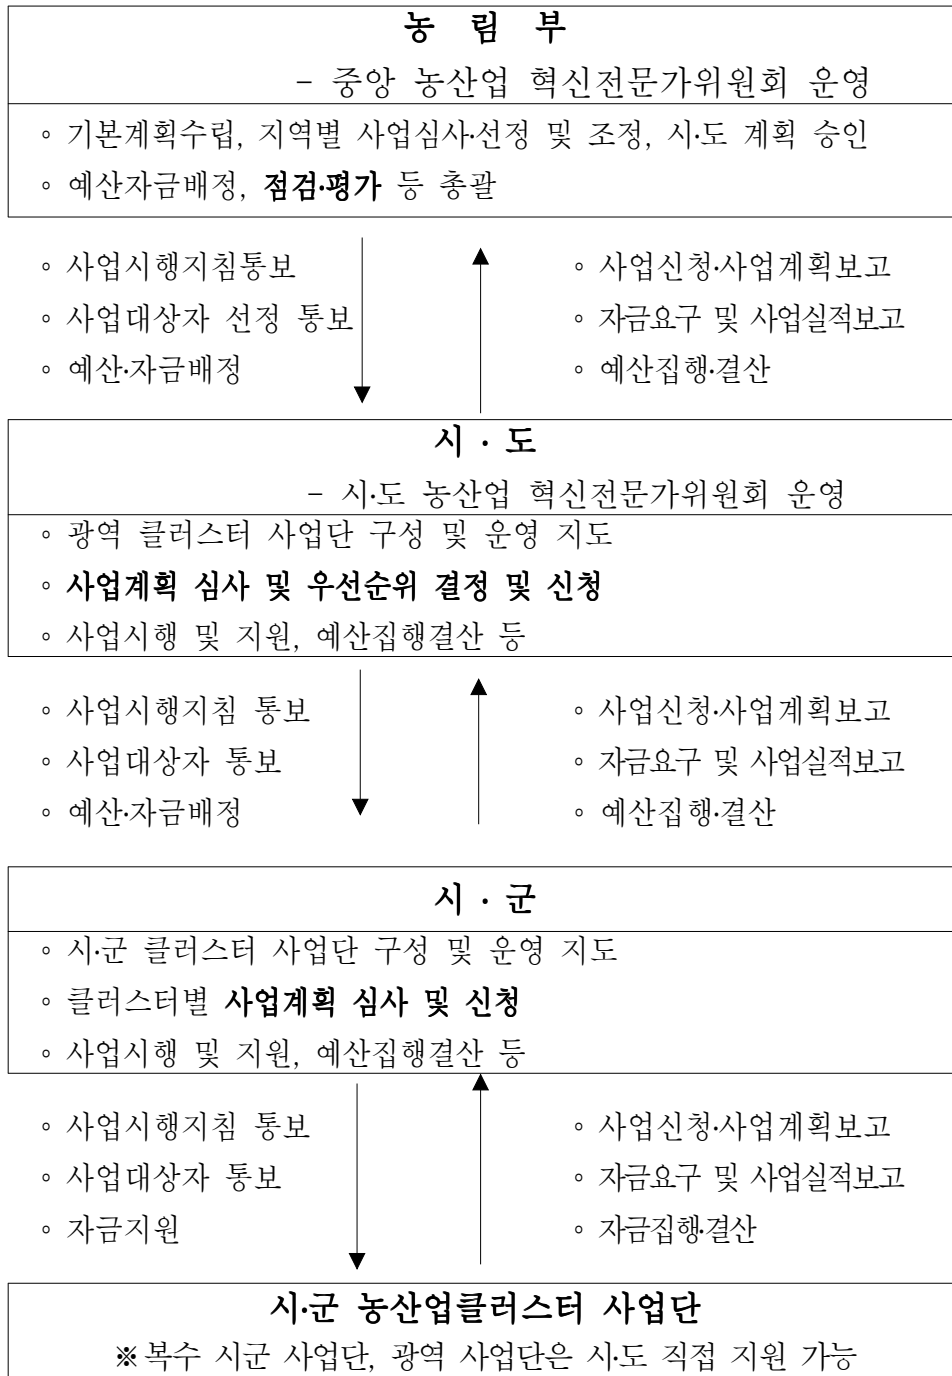 농 림 부
- 중앙 농산업 혁신전문가위원회 운영
◦ 기본계획수립, 지역별 사업심사·선정 및 조정, 시·도 계획 승인
◦ 예산자금배정, 점검·평가 등 총괄
◦ 사업시행지침통보
◦ 사업대상자 선정 통보
◦ 예산·자금배정
◦ 사업신청·사업계획보고
◦ 자금요구 및 사업실적보고
◦ 예산집행·결산
시 · 도
- 시·도 농산업 혁신전문가위원회 운영
◦ 광역 클러스터 사업단 구성 및 운영 지도
◦ 사업계획 심사 및 우선순위 결정 및 신청
◦ 사업시행 및 지원, 예산집행결산 등
◦ 사업시행지침 통보
◦ 사업대상자 통보
◦ 예산·자금배정
◦ 사업신청·사업계획보고
◦ 자금요구 및 사업실적보고
◦ 예산집행·결산
시 · 군
◦ 시·군 클러스터 사업단 구성 및 운영 지도
◦ 클러스터별 사업계획 심사 및 신청
◦ 사업시행 및 지원, 예산집행결산 등
◦ 사업시행지침 통보
◦ 사업대상자 통보
◦ 자금지원
◦ 사업신청·사업계획보고
◦ 자금요구 및 사업실적보고
◦ 자금집행·결산
시·군 농산업클러스터 사업단
※ 복수 시군 사업단, 광역 사업단은 시·도 직접 지원 가능